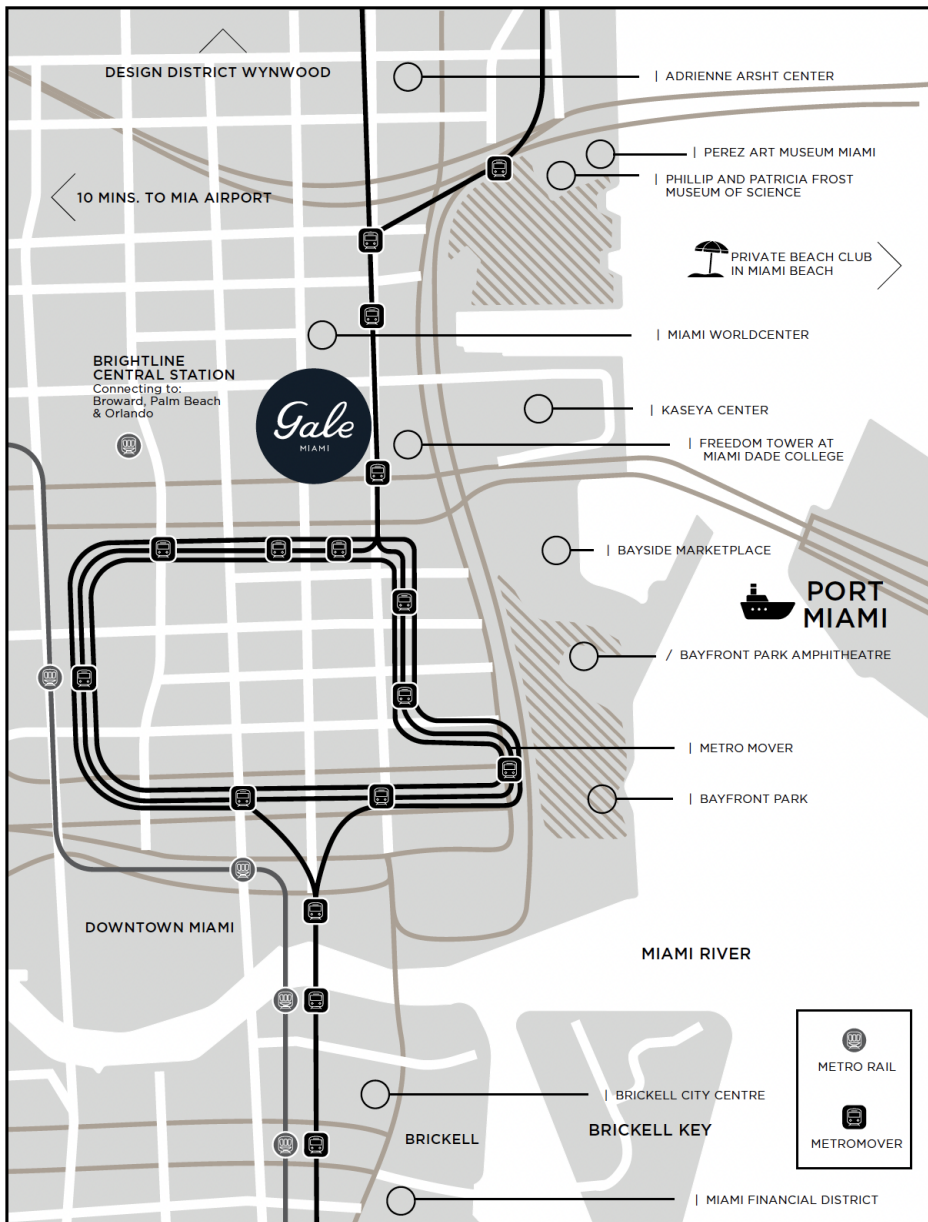 DESIGN DISTRICT WYNWOOD
| ADRIENNE ARSHT CENTER
| PEREZ ART MUSEUM MIAMI
| PHILLIP AND PATRICIA FROST
MUSEUM OF SCIENCE
10 MINS. TO MIA AIRPORT
PRIVATE BEACH CLUB
IN MIAMI BEACH
| MIAMI WORLDCENTER
BRIGHTLINE
CENTRAL STATION
Connecting to:
Broward, Palm Beach
& Orlando
Gale
MIAMI
| KASEYA CENTER
| FREEDOM TOWER AT
MIAMI DADE COLLEGE
| BAYSIDE MARKETPLACE
PORT
MIAMI
/ BAYFRONT PARK AMPHITHEATRE
| METRO MOVER
| BAYFRONT PARK
DOWNTOWN MIAMI
MIAMI RIVER
METRO RAIL
| BRICKELL CITY CENTRE
BRICKELL
BRICKELL KEY
METROMOVER
| MIAMI FINANCIAL DISTRICT